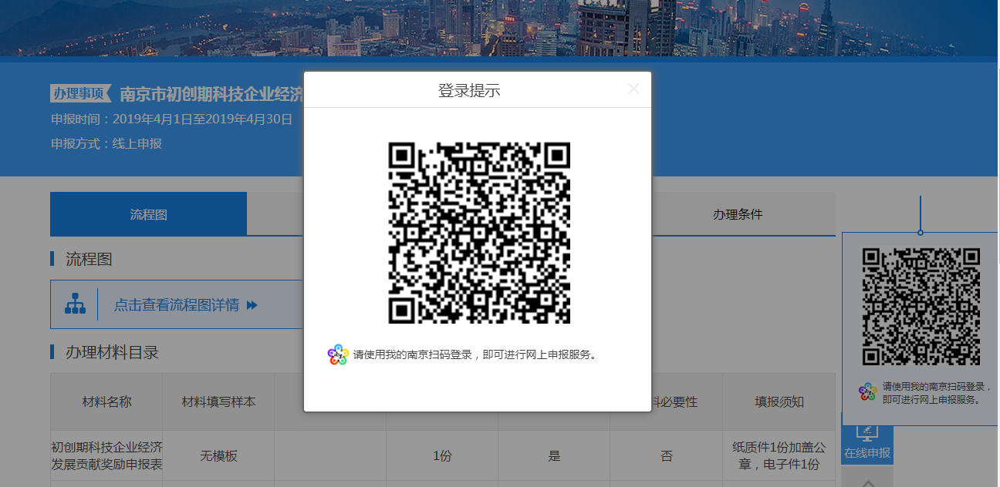 办理事项 南京市初创期科技企业经济
申报时间：2019年4月1日至2019年4月30日
申报方式：线上申报
登录提示
请使用我的南京扫码登录，即可进行网上申报服务。
流程图
办理条件
流程图
点击查看流程图详情
办理材料目录
材料名称 材料填写样本 料必要性 填报须知
初创期科技企业经济
发展贡献奖励申报表
无模板 1份 是 否
纸质件1份加盖公
章，电子件1份
请使用我的南京扫码登录，
即可进行网上申报服务。
在线申报